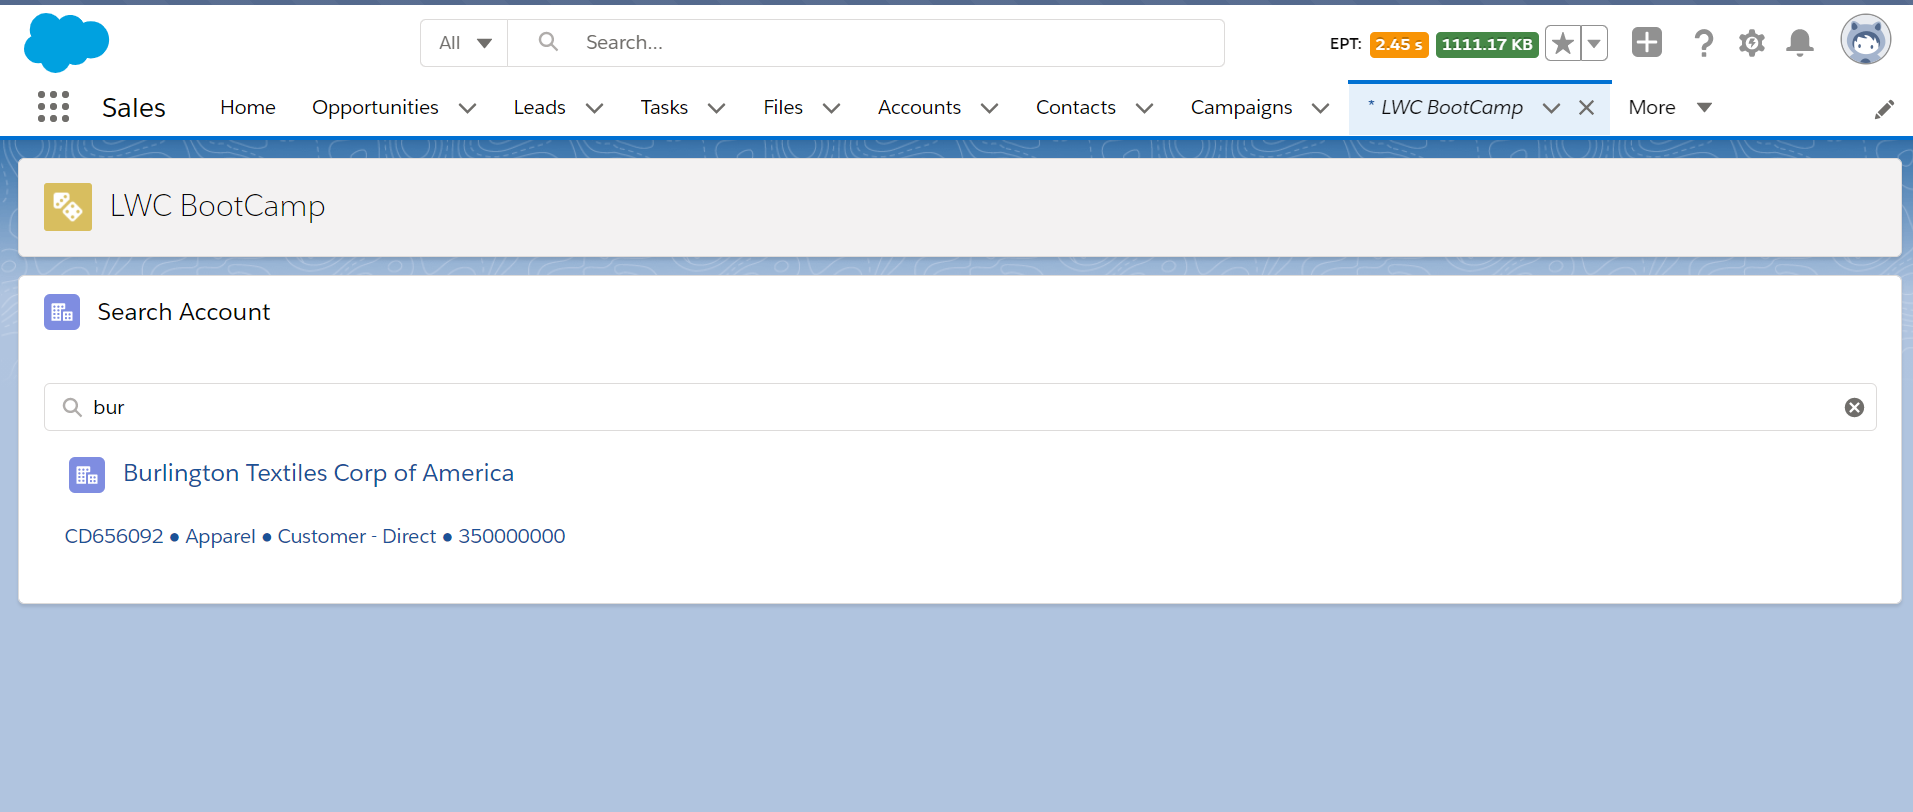 All Search... EPT: 2.45 s 1111.17 KB
Sales Home Opportunities Leads Tasks Files Accounts Contacts Campaigns * LWC BootCamp More
LWC BootCamp
Search Account
bur
Burlington Textiles Corp of America
CD656092 ● Apparel ● Customer - Direct ● 350000000